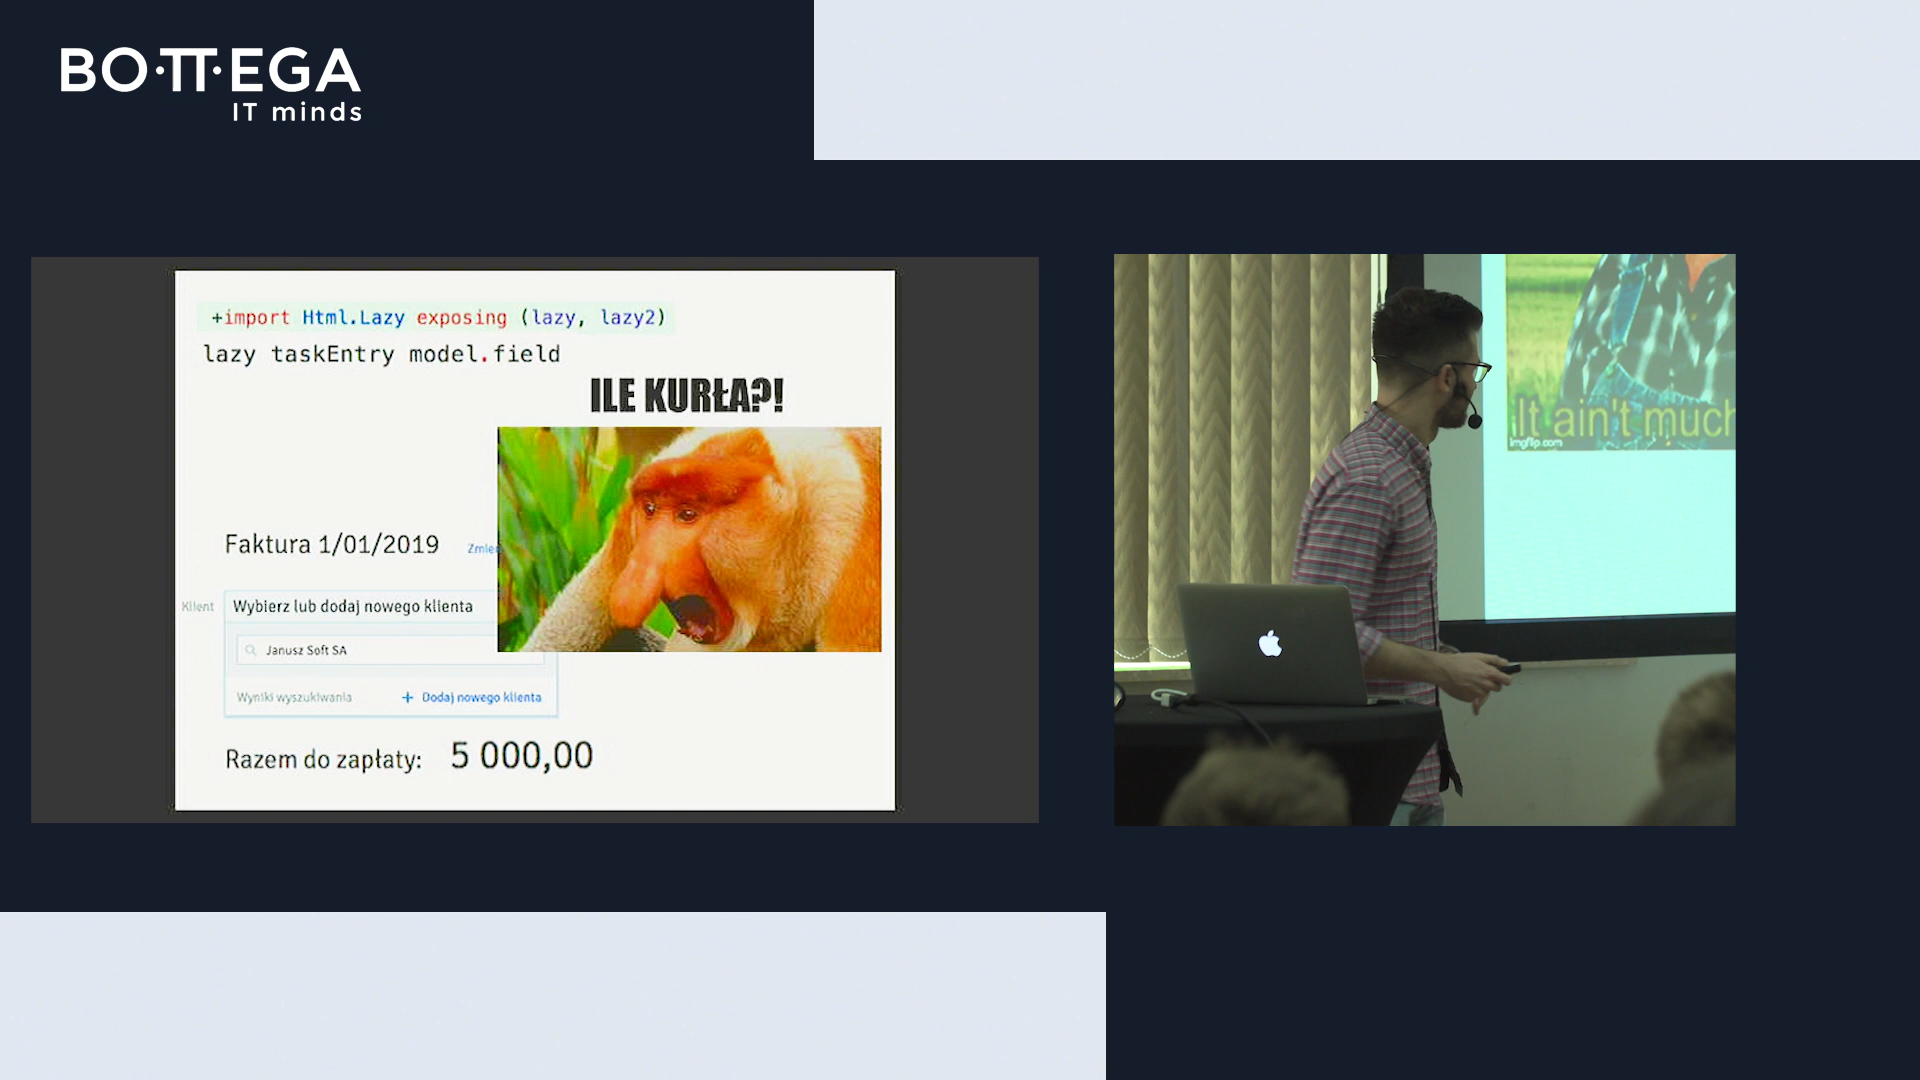 BO·TT·EGA
IT minds
+import Html.Lazy exposing (lazy, lazy2)
lazy taskEntry model.field
ILE KURŁA?!
Faktura 1/01/2019
Klient
Wybierz lub dodaj nowego klienta
Janusz Soft SA
Wyniki wyszukiwania + Dodaj nowego klienta
Razem do zapłaty: 5 000,00
It ain't much
imgflip.com